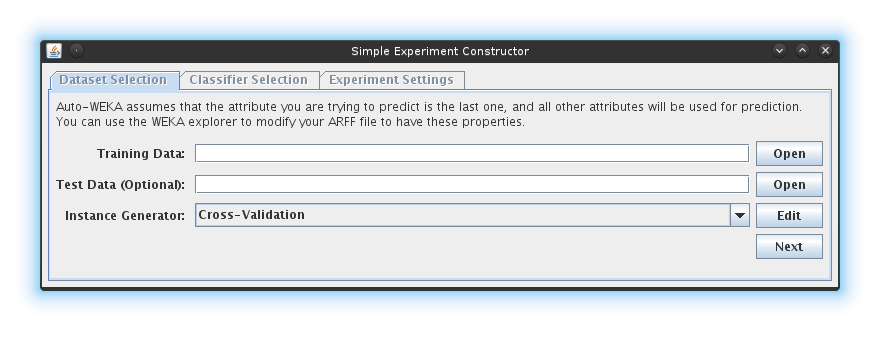 Simple Experiment Constructor
Dataset Selection Classifier Selection Experiment Settings
Auto-WEKA assumes that the attribute you are trying to predict is the last one, and all other attributes will be used for prediction.
You can use the WEKA explorer to modify your ARFF file to have these properties.
Training Data: Open
Test Data (Optional): Open
Instance Generator: Cross-Validation Edit
Next